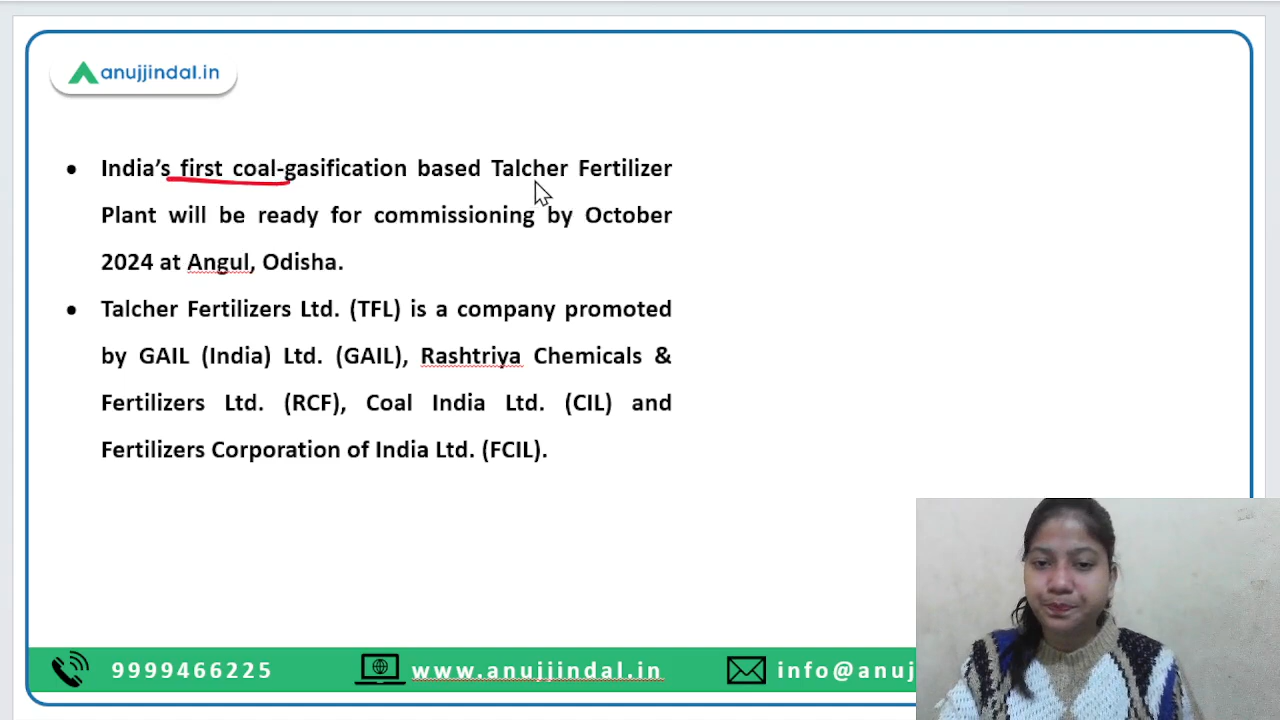 anujjindal.in
• India’s first coal-gasification based Talcher Fertilizer
Plant will be ready for commissioning by October
2024 at Angul, Odisha.
• Talcher Fertilizers Ltd. (TFL) is a company promoted
by GAIL (India) Ltd. (GAIL), Rashtriya Chemicals &
Fertilizers Ltd. (RCF), Coal India Ltd. (CIL) and
Fertilizers Corporation of India Ltd. (FCIL).
9999466225 www.anujjindal.in info@anuj